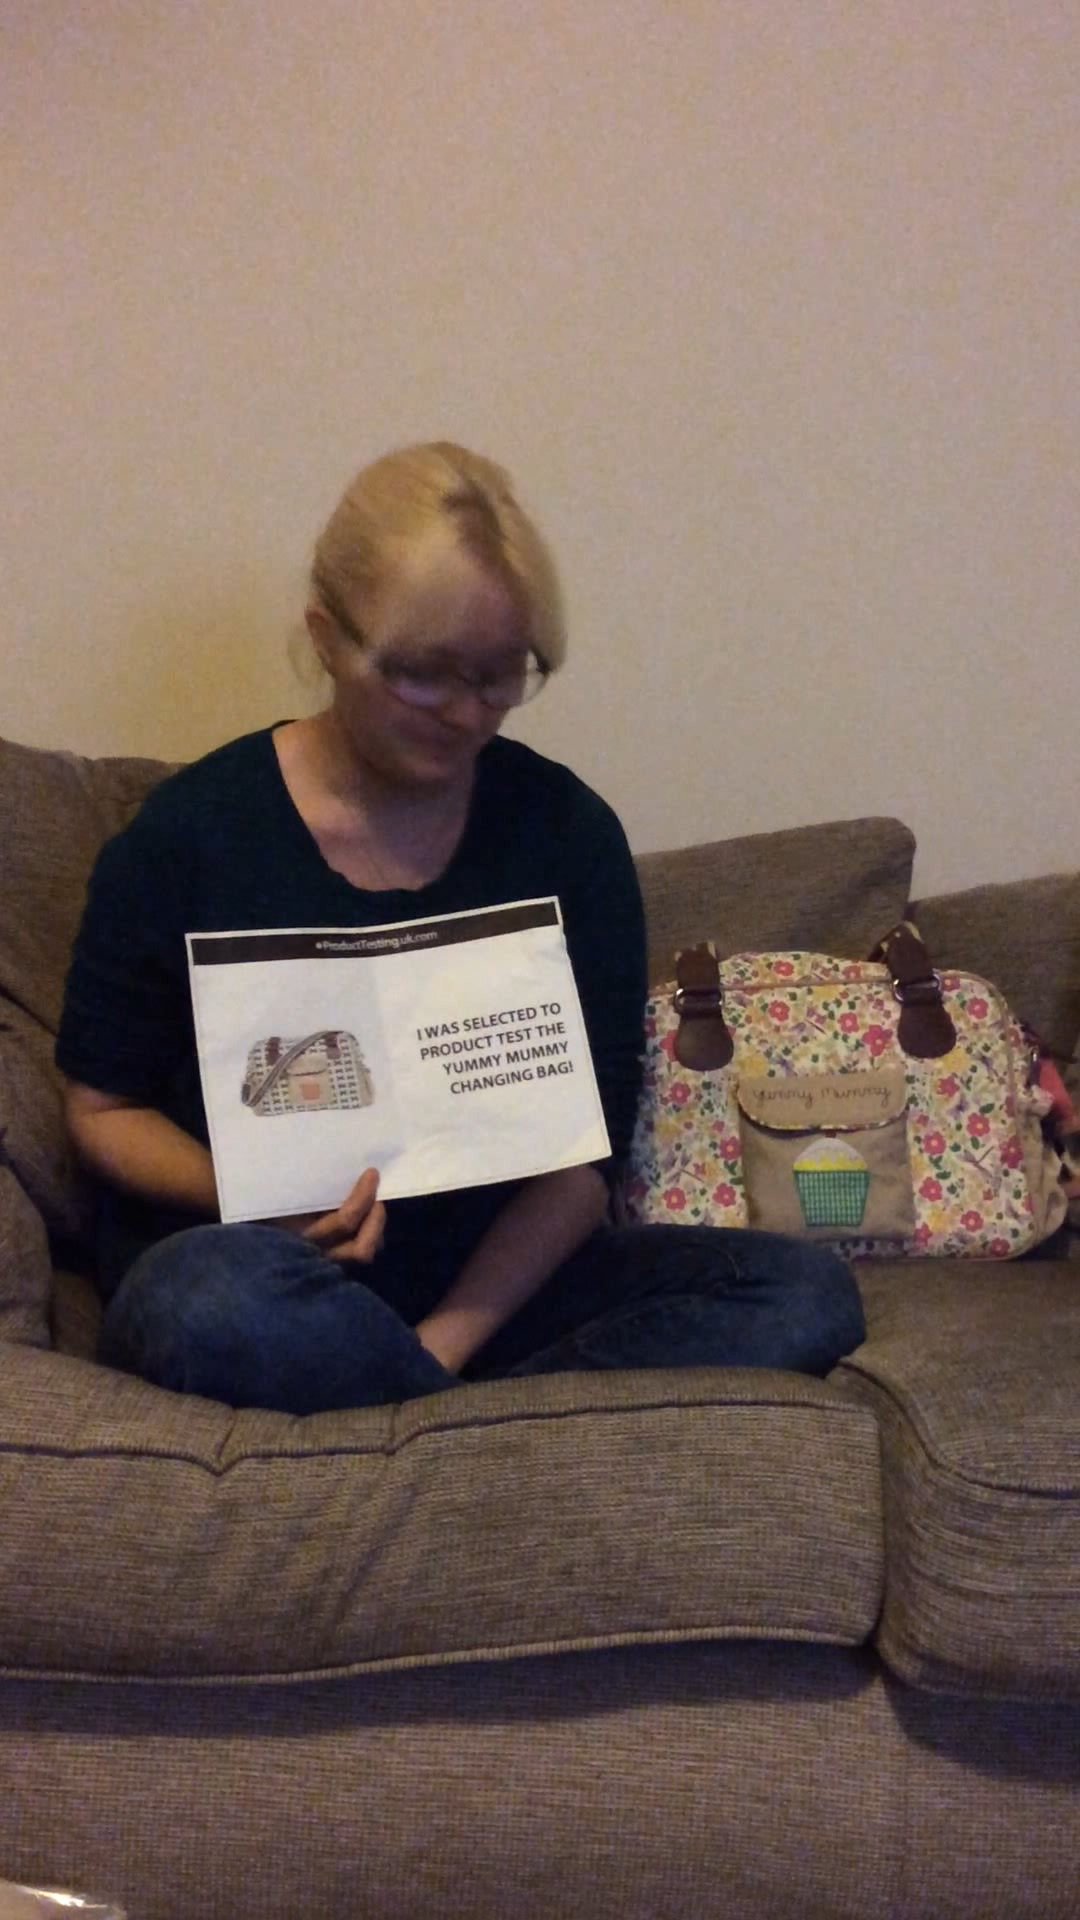 ProductTesting.uk.com
I WAS SELECTED TO
PRODUCT TEST THE
YUMMY MUMMY
CHANGING BAG!
yummy mummy